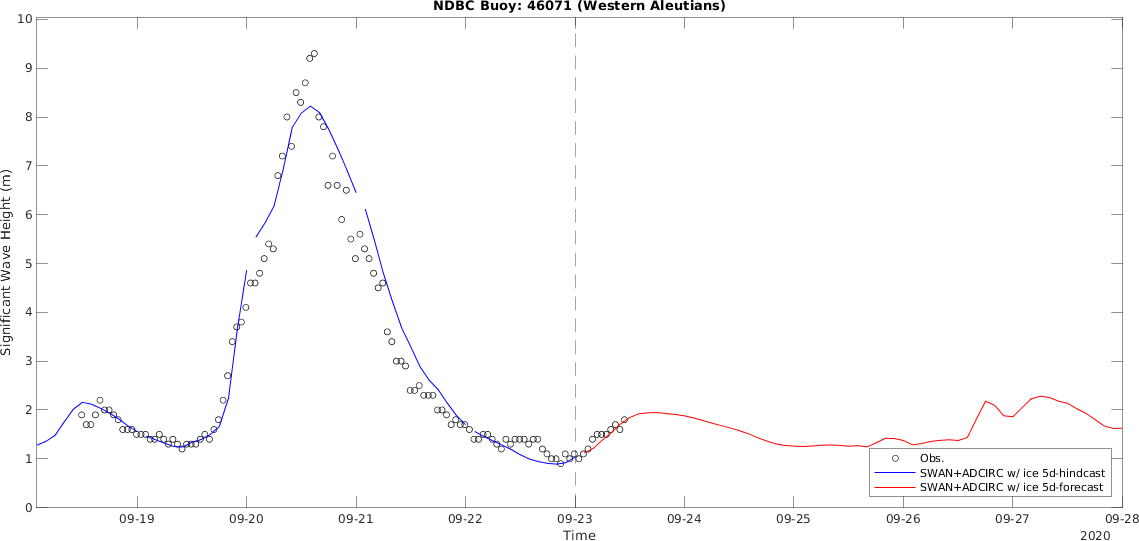 NDBC Buoy: 46071 (Western Aleutians)
10
9
8
7
6
5
4
3
2
1
0
Significant Wave Height (m)
Obs.
SWAN+ADCIRC w/ ice 5d-hindcast
SWAN+ADCIRC w/ ice 5d-forecast
09-19 09-20 09-21 09-22 09-23 09-24 09-25 09-26 09-27 09-28
Time
2020